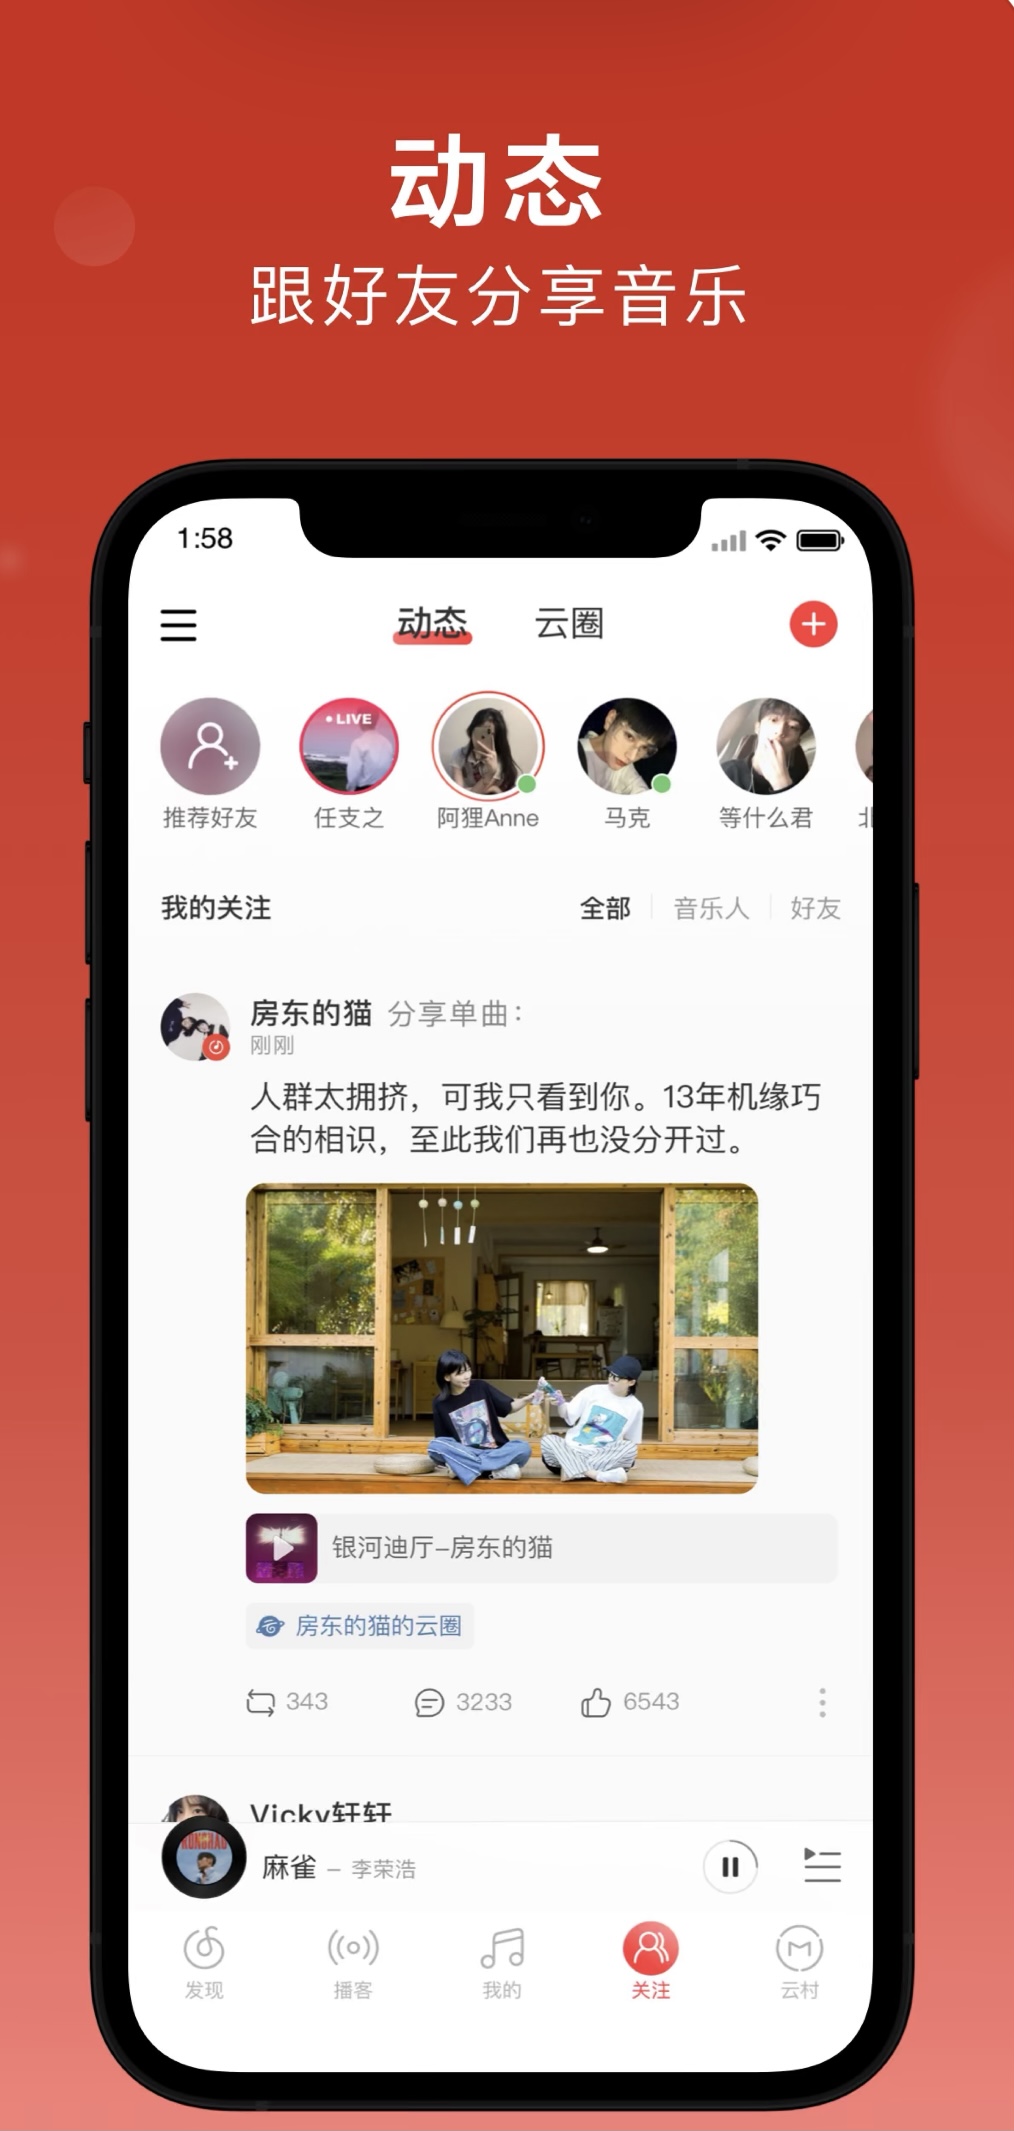 动态
跟好友分享音乐
1:58
动态 云圈
LIVE
推荐好友 任支之 阿狸Anne 马克 等什么君
我的关注 全部 音乐人 好友
房东的猫 分享单曲：
刚刚
人群太拥挤，可我只看到你。13年机缘巧
合的相识，至此我们再也没分开过。
银河迪厅-房东的猫
房东的猫的云圈
343 3233 6543
Vicky轩轩
麻雀 - 李荣浩
发现 播客 我的 关注 云村